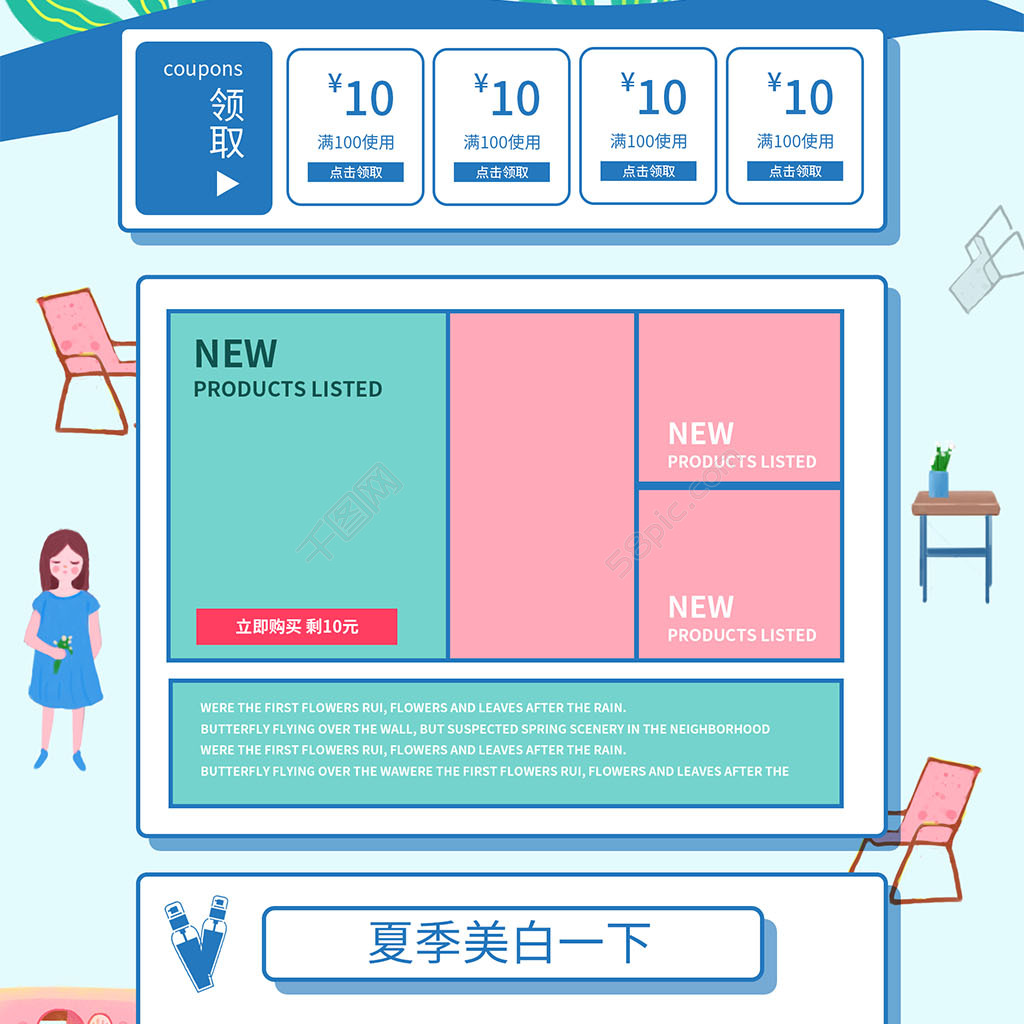 coupons
领
取
¥10
满100使用
点击领取
¥10
满100使用
点击领取
¥10
满100使用
点击领取
¥10
满100使用
点击领取
NEW
PRODUCTS LISTED
立即购买 剩10元
NEW
PRODUCTS LISTED
NEW
PRODUCTS LISTED
千图网
58pic.com
WERE THE FIRST FLOWERS RUI, FLOWERS AND LEAVES AFTER THE RAIN.
BUTTERFLY FLYING OVER THE WALL, BUT SUSPECTED SPRING SCENERY IN THE NEIGHBORHOOD
WERE THE FIRST FLOWERS RUI, FLOWERS AND LEAVES AFTER THE RAIN.
BUTTERFLY FLYING OVER THE WAWERE THE FIRST FLOWERS RUI, FLOWERS AND LEAVES AFTER THE
夏季美白一下